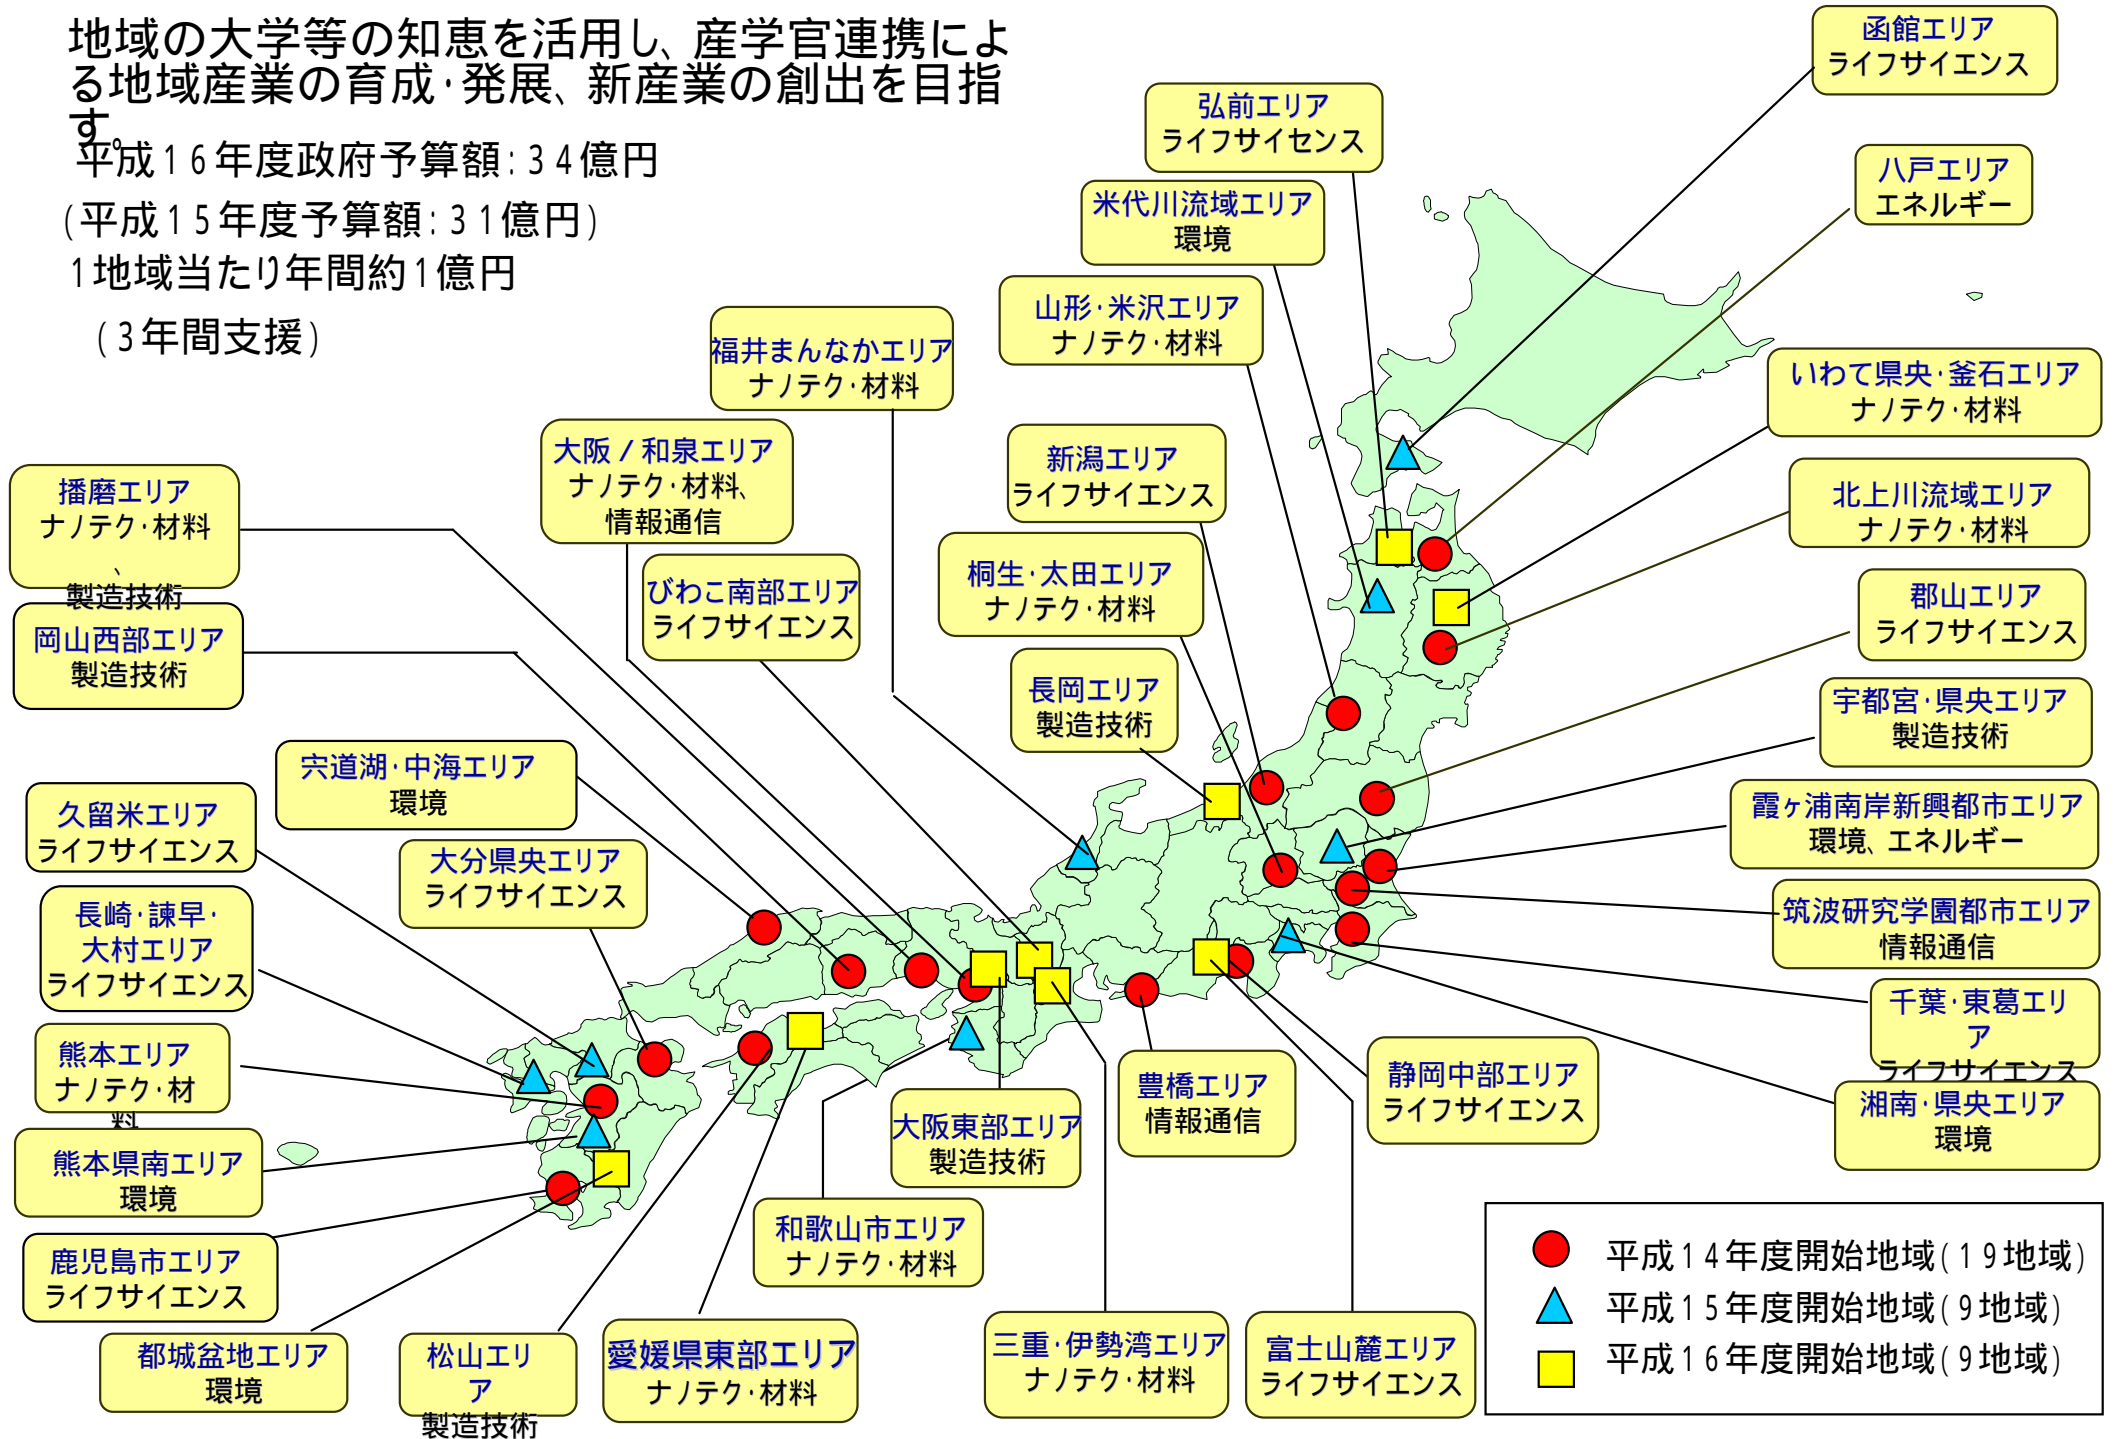 地域の大学等の知恵を活用し、産学官連携によ
る地域産業の育成・発展、新産業の創出を目指
す。
平成16年度政府予算額:34億円
(平成15年度予算額:31億円)
1地域当たり年間約1億円
(3年間支援)
函館エリア
ライフサイエンス
弘前エリア
ライフサイセンス
八戸エリア
エネルギー
米代川流域エリア
環境
山形・米沢エリア
ナノテク・材料
福井まんなかエリア
ナノテク・材料
いわて県央・釜石エリア
ナノテク・材料
大阪/和泉エリア
ナノテク・材料、
情報通信
新潟エリア
ライフサイエンス
北上川流域エリア
ナノテク・材料
播磨エリア
ナノテク・材料
、
製造技術
びわこ南部エリア
ライフサイエンス
桐生・太田エリア
ナノテク・材料
郡山エリア
ライフサイエンス
岡山西部エリア
製造技術
長岡エリア
製造技術
宇都宮・県央エリア
製造技術
宍道湖・中海エリア
環境
霞ヶ浦南岸新興都市エリア
環境、エネルギー
久留米エリア
ライフサイエンス
大分県央エリア
ライフサイエンス
筑波研究学園都市エリア
情報通信
長崎・諫早・
大村エリア
ライフサイエンス
千葉・東葛エリ
ア
ライフサイエンス
熊本エリア
ナノテク・材
料
豊橋エリア
情報通信
静岡中部エリア
ライフサイエンス
湘南・県央エリア
環境
大阪東部エリア
製造技術
熊本県南エリア
環境
和歌山市エリア
ナノテク・材料
鹿児島市エリア
ライフサイエンス
都城盆地エリア
環境
松山エリ
ア
製造技術
愛媛県東部エリア
ナノテク・材料
三重・伊勢湾エリア
ナノテク・材料
富士山麓エリア
ライフサイエンス
平成14年度開始地域(19地域)
平成15年度開始地域(9地域)
平成16年度開始地域(9地域)